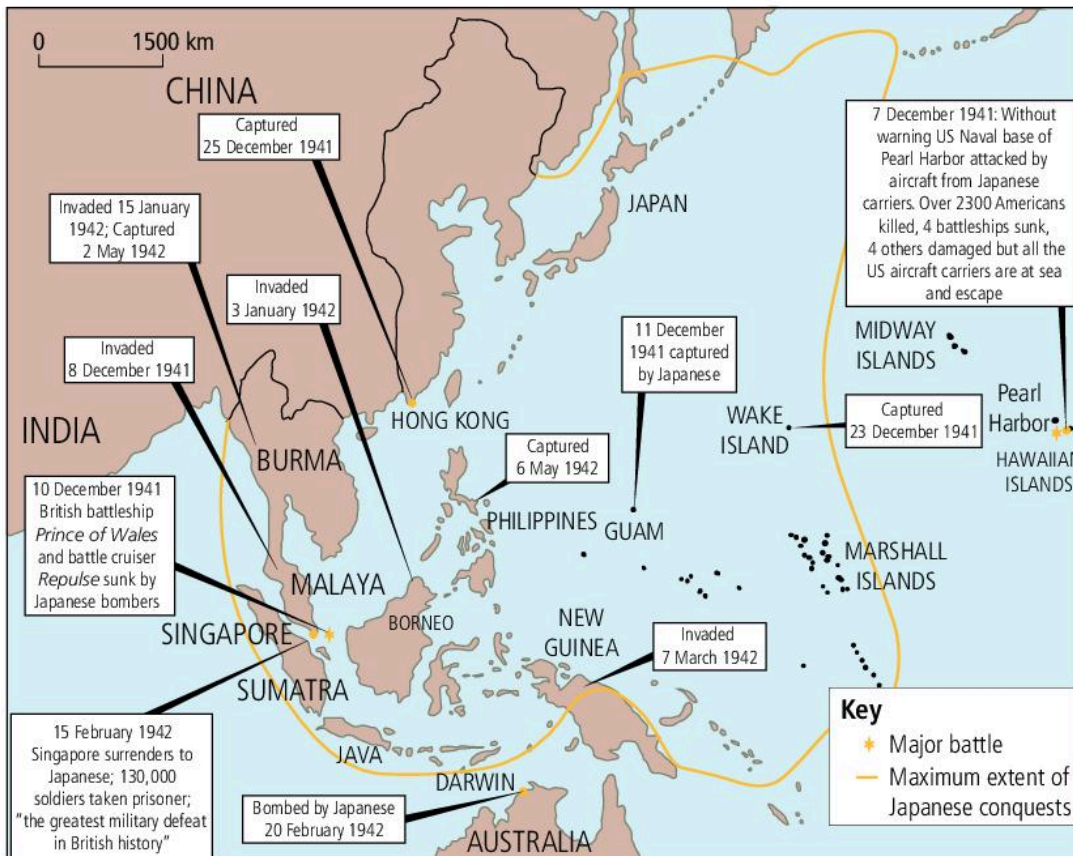 0 1500 km
CHINA
Captured
25 December 1941
7 December 1941: Without
warning US Naval base of
Pearl Harbor attacked by
aircraft from Japanese
carriers. Over 2300 Americans
killed, 4 battleships sunk,
4 others damaged but all the
US aircraft carriers are at sea
and escape
JAPAN
Invaded 15 January
1942; Captured
2 May 1942
Invaded
3 January 1942
11 December
1941 captured
by Japanese
MIDWAY
ISLANDS
Invaded
8 December 1941
INDIA
HONG KONG
WAKE
ISLAND
Captured
23 December 1941
Pearl
Harbor
HAWAIIAN
ISLANDS
BURMA
Captured
6 May 1942
10 December 1941
British battleship
Prince of Wales
and battle cruiser
Repulse sunk by
Japanese bombers
PHILIPPINES
GUAM
MARSHALL
ISLANDS
MALAYA
BORNEO
NEW
GUINEA
SINGAPORE
Invaded
7 March 1942
SUMATRA
15 February 1942
Singapore surrenders to
Japanese; 130,000
soldiers taken prisoner;
"the greatest military defeat
in British history"
JAVA
DARWIN
Bombed by Japanese
20 February 1942
AUSTRALIA
Key
Major battle
Maximum extent of
Japanese conquests